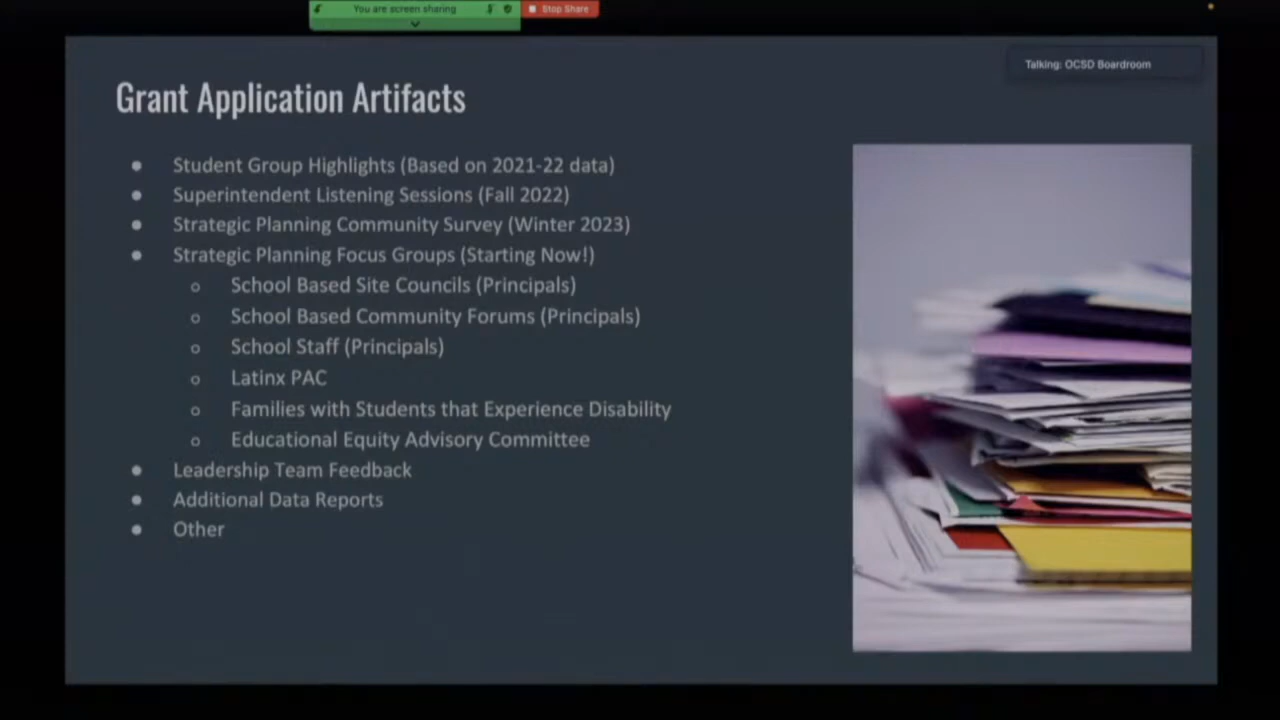 You are screen sharing
Stop Share
Talking: OCSD Boardroom
Grant Application Artifacts
● Student Group Highlights (Based on 2021-22 data)
● Superintendent Listening Sessions (Fall 2022)
● Strategic Planning Community Survey (Winter 2023)
● Strategic Planning Focus Groups (Starting Now!)
○ School Based Site Councils (Principals)
○ School Based Community Forums (Principals)
○ School Staff (Principals)
○ Latinx PAC
○ Families with Students that Experience Disability
○ Educational Equity Advisory Committee
● Leadership Team Feedback
● Additional Data Reports
● Other